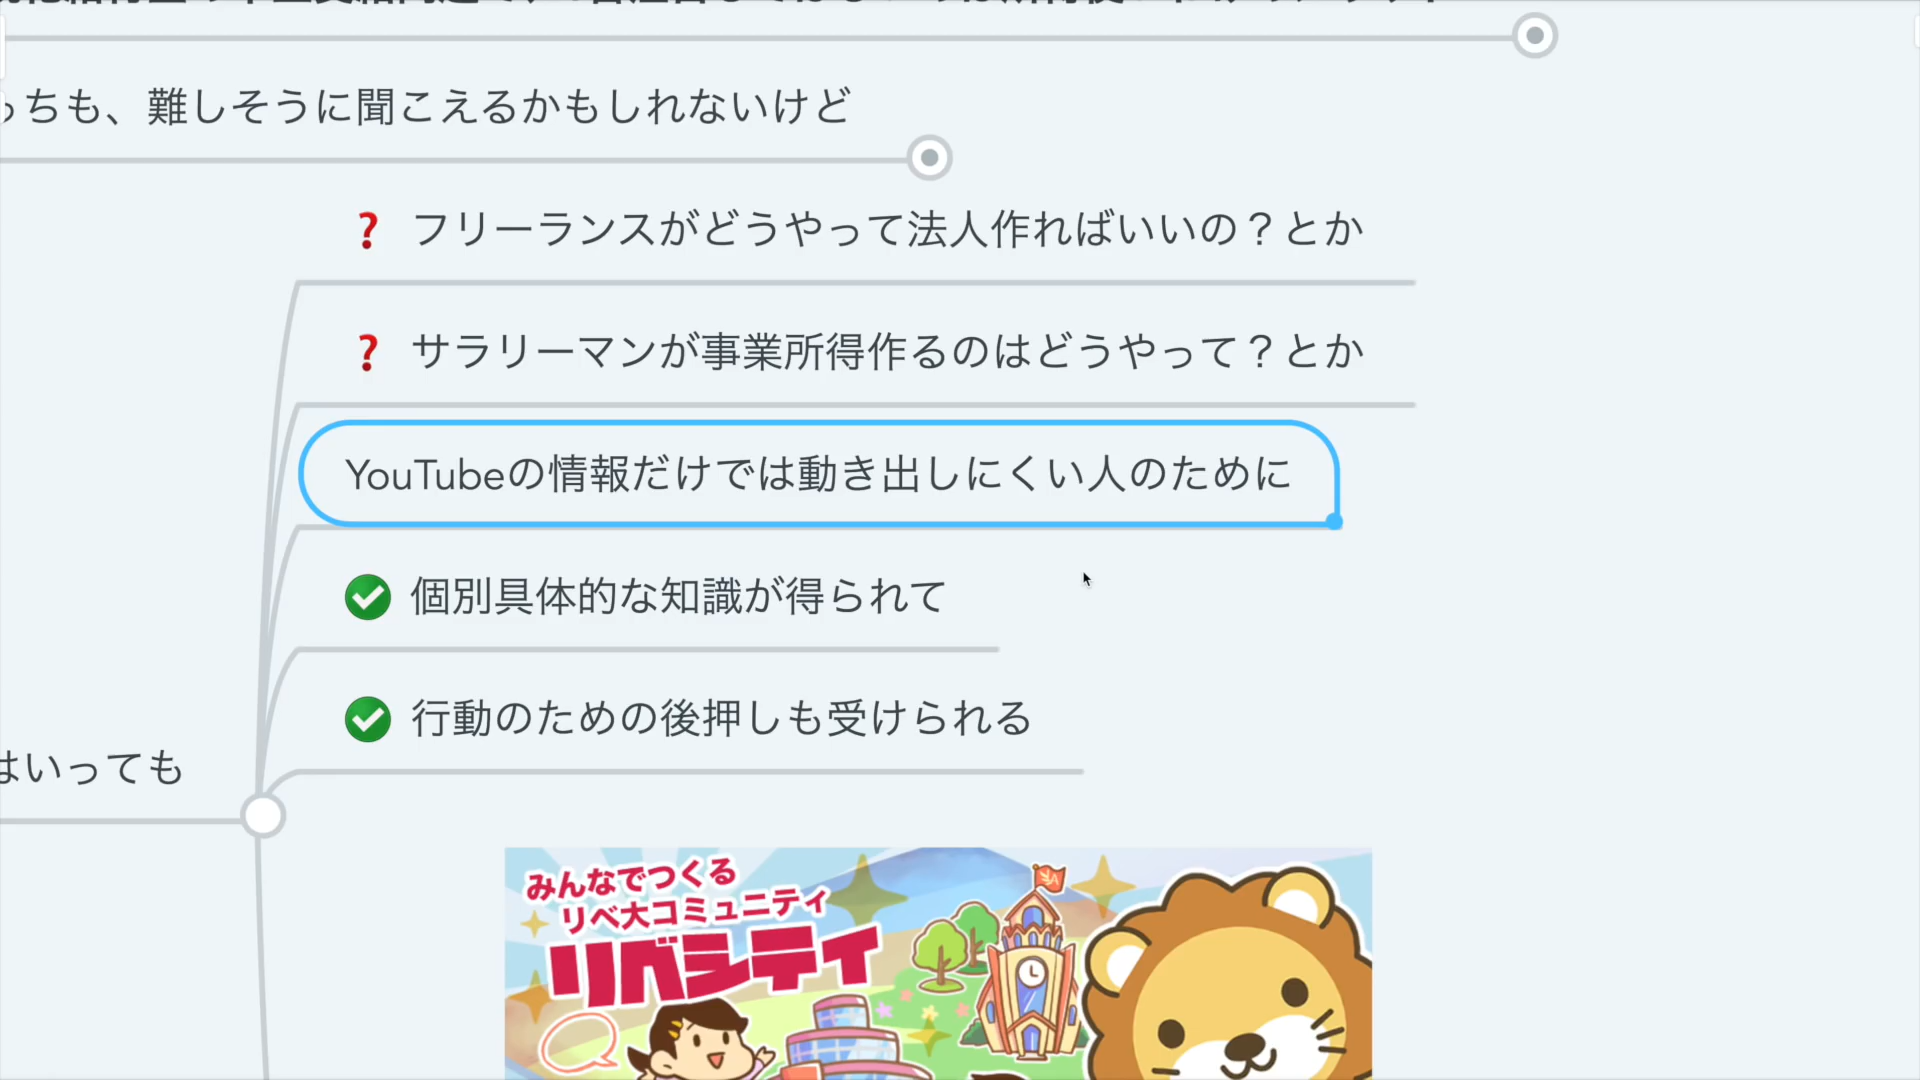 っちも、難しそうに聞こえるかもしれないけど
❓ フリーランスがどうやって法人作ればいいの？とか
❓ サラリーマンが事業所得作るのはどうやって？とか
YouTubeの情報だけでは動き出しにくい人のために
✅ 個別具体的な知識が得られて
✅ 行動のための後押しも受けられる
はいっても
みんなでつくる
リベ大コミュニティ
リベシティ